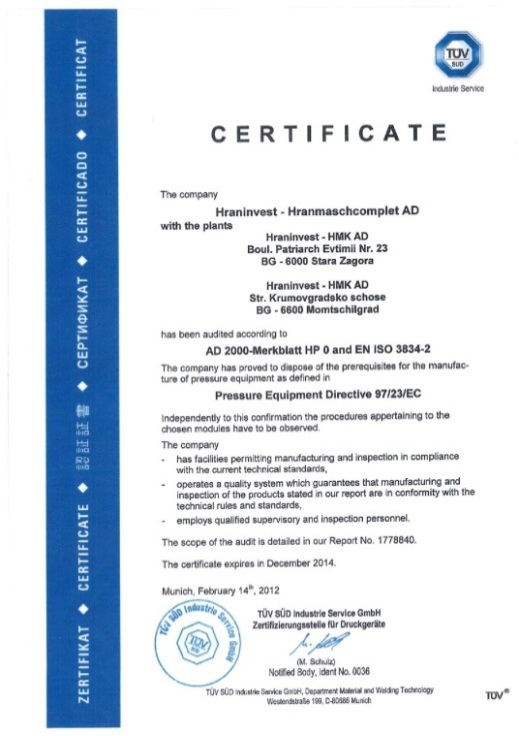 TÜV
SÜD
Industrie Service
CERTIFICATE
ZERTIFIKAT ◆ CERTIFICATE ◆ 認証証書 ◆ СЕРТИФИКАТ ◆ CERTIFICADO ◆ CERTIFICAT
The company
Hraninvest - Hranmaschcomplet AD
with the plants
Hraninvest - HMK AD
Boul. Patriarch Evtimii Nr. 23
BG - 6000 Stara Zagora
Hraninvest - HMK AD
Str. Krumovgradsko schose
BG - 6600 Momtschilgrad
has been audited according to
AD 2000-Merkblatt HP 0 and EN ISO 3834-2
The company has proved to dispose of the prerequisites for the manufac-
ture of pressure equipment as defined in
Pressure Equipment Directive 97/23/EC
Independently to this confirmation the procedures appertaining to the
chosen modules have to be observed.
The company
- has facilities permitting manufacturing and inspection in compliance
with the current technical standards,
- operates a quality system which guarantees that manufacturing and
inspection of the products stated in our report are in conformity with the
technical rules and standards,
- employs qualified supervisory and inspection personnel.
The scope of the audit is detailed in our Report No. 1778840.
The certificate expires in December 2014.
Munich, February 14th, 2012
TÜV SÜD Industrie Service GmbH
TÜV
TÜV SÜD Industrie Service GmbH
Zertifizierungsstelle für Druckgeräte
(M. Schulz)
Notified Body, Ident No. 0036
TÜV SÜD Industrie Service GmbH, Department Material and Welding Technology
Westendstraße 199, D-80686 Munich
TÜV®